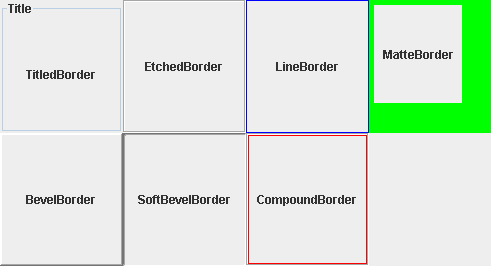 Title
TitledBorder
EtchedBorder
LineBorder
MatteBorder
BevelBorder
SoftBevelBorder
CompoundBorder